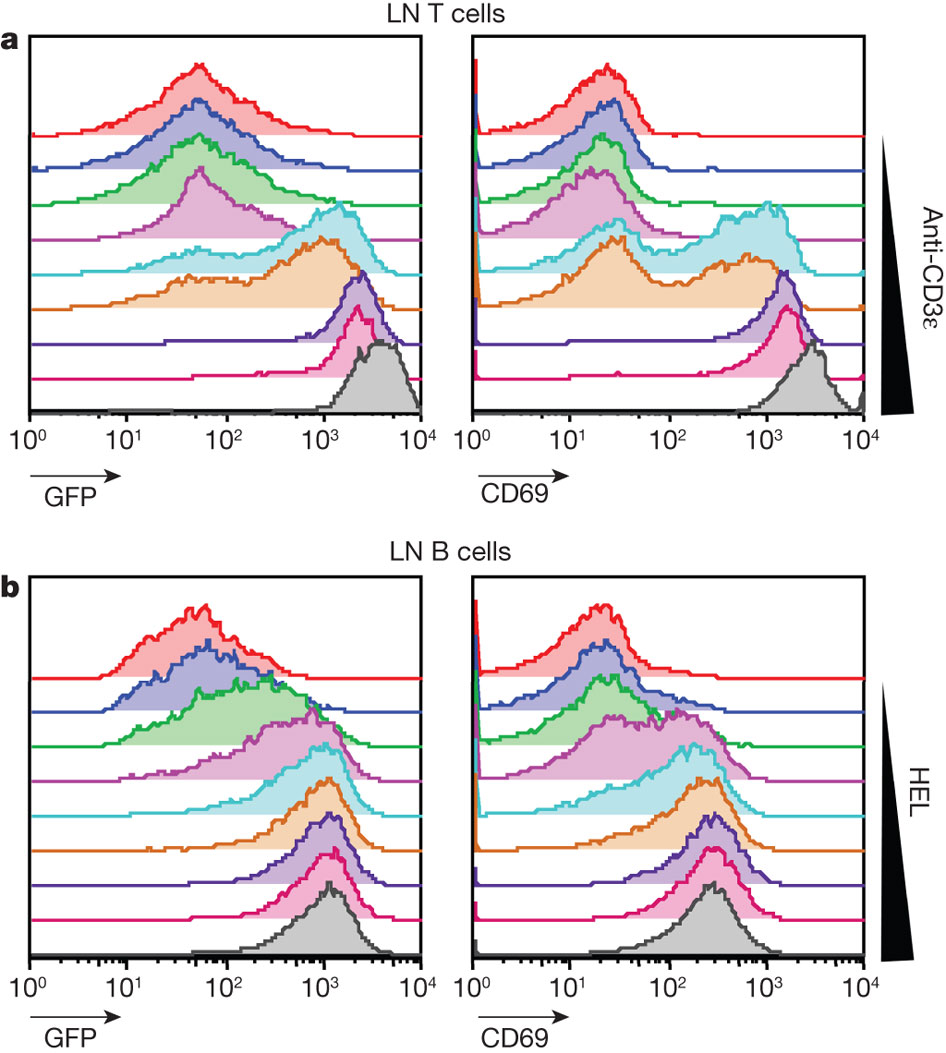 LN T cells
a
Anti-CD3ε
10⁰ 10¹ 10² 10³ 10⁴ 10⁰ 10¹ 10² 10³ 10⁴
GFP CD69
LN B cells
b
HEL
10⁰ 10¹ 10² 10³ 10⁴ 10⁰ 10¹ 10² 10³ 10⁴
GFP CD69